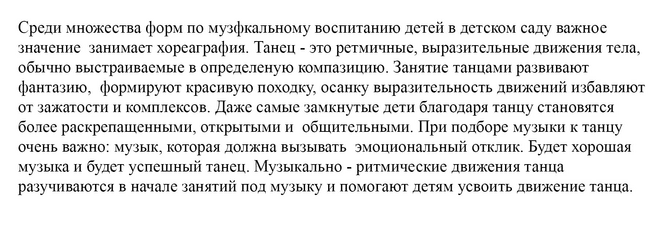 Среди множества форм по музфкальному воспитанию детей в детском саду важное
значение  занимает хореаграфия. Танец - это ретмичные, выразительные движения тела,
обычно выстраиваемые в определеную компазицию. Занятие танцами развивают
фантазию,  формируют красивую походку, осанку выразительность движений избавляют
от зажатости и комплексов. Даже самые замкнутые дети благодаря танцу становятся
более раскрепащенными, открытыми и  общительными. При подборе музыки к танцу
очень важно: музык, которая должна вызывать  эмоциональный отклик. Будет хорошая
музыка и будет успешный танец. Музыкально - ритмические движения танца
разучиваются в начале занятий под музыку и помогают детям усвоить движение танца.